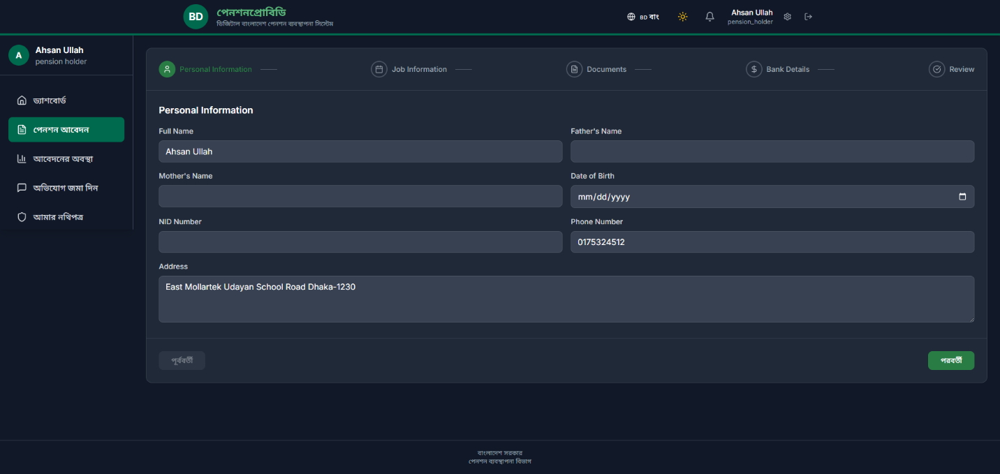 BD
পেনশনপ্রোবিডি
ডিজিটাল বাংলাদেশ পেনশন ব্যবস্থাপনা সিস্টেম
BD বাং
Ahsan Ullah
pension_holder
A
Ahsan Ullah
pension holder
ড্যাশবোর্ড
পেনশন আবেদন
আবেদনের অবস্থা
অভিযোগ জমা দিন
আমার নথিপত্র
Personal Information
Job Information
Documents
Bank Details
Review
Personal Information
Full Name
Father's Name
Ahsan Ullah
Mother's Name
Date of Birth
mm/dd/yyyy
NID Number
Phone Number
0175324512
Address
East Mollartek Udayan School Road Dhaka-1230
পূর্ববর্তী
পরবর্তী
বাংলাদেশ সরকার
পেনশন ব্যবস্থাপনা বিভাগ